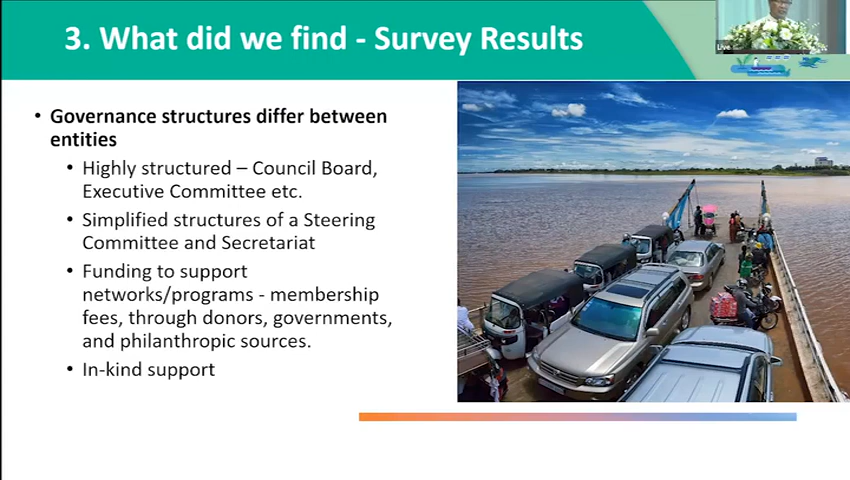 3. What did we find - Survey Results
Live
• Governance structures differ between
entities
• Highly structured – Council Board,
Executive Committee etc.
• Simplified structures of a Steering
Committee and Secretariat
• Funding to support
networks/programs - membership
fees, through donors, governments,
and philanthropic sources.
• In-kind support